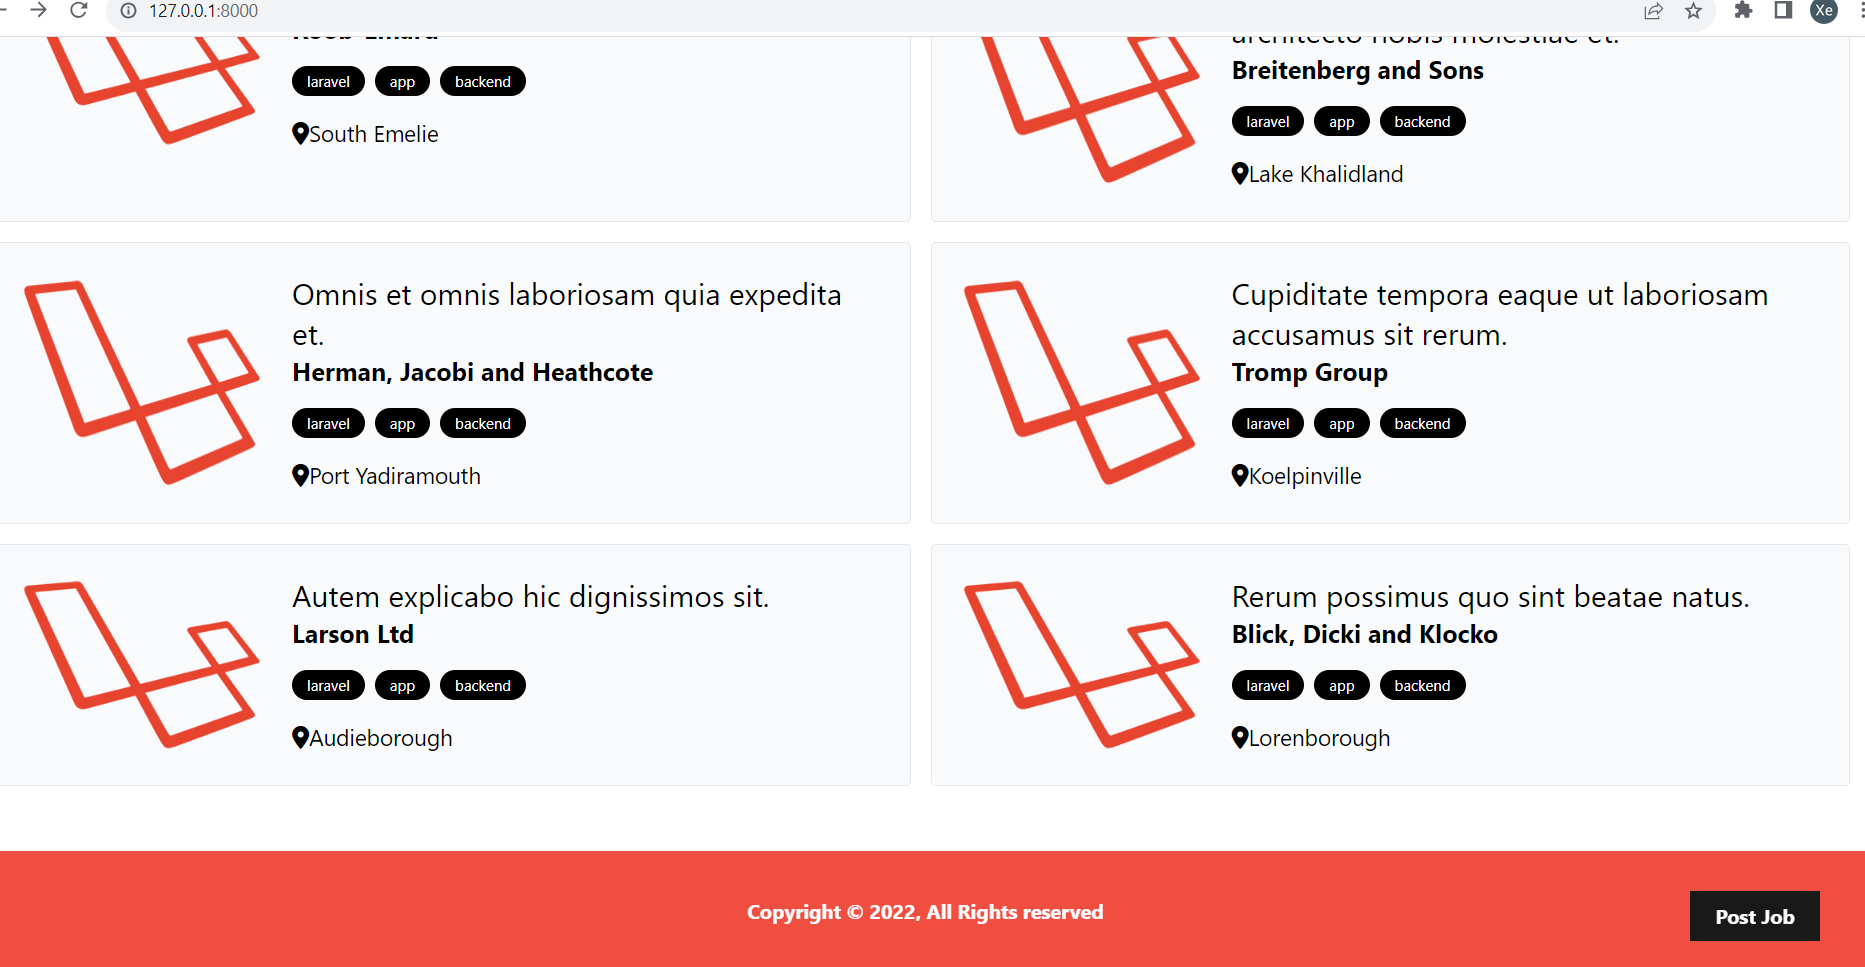 127.0.0.1:8000
Xe
laravel app backend
South Emelie
architecto nobis molestiae et.
Breitenberg and Sons
laravel app backend
Lake Khalidland
Omnis et omnis laboriosam quia expedita
et.
Herman, Jacobi and Heathcote
laravel app backend
Port Yadiramouth
Cupiditate tempora eaque ut laboriosam
accusamus sit rerum.
Tromp Group
laravel app backend
Koelpinville
Autem explicabo hic dignissimos sit.
Larson Ltd
laravel app backend
Audieborough
Rerum possimus quo sint beatae natus.
Blick, Dicki and Klocko
laravel app backend
Lorenborough
Copyright © 2022, All Rights reserved
Post Job